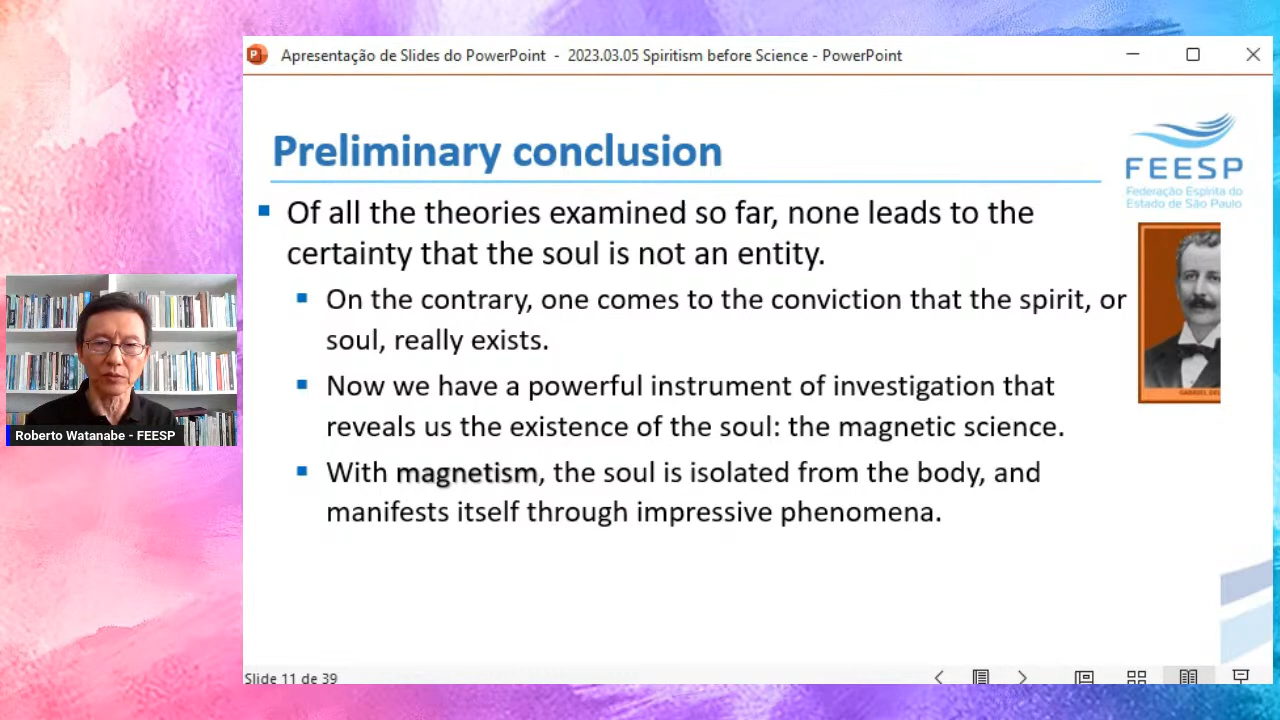 Apresentação de Slides do PowerPoint - 2023.03.05 Spiritism before Science - PowerPoint
Preliminary conclusion
FEESP
Federação Espírita do
Estado de São Paulo
Of all the theories examined so far, none leads to the
certainty that the soul is not an entity.
On the contrary, one comes to the conviction that the spirit, or
soul, really exists.
Now we have a powerful instrument of investigation that
reveals us the existence of the soul: the magnetic science.
With magnetism, the soul is isolated from the body, and
manifests itself through impressive phenomena.
GABRIEL
Roberto Watanabe - FEESP
Slide 11 de 39